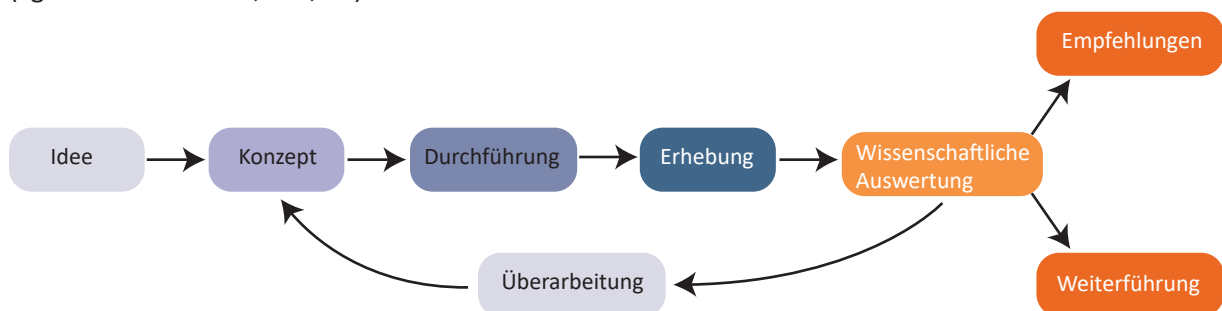 Empfehlungen
Idee
Konzept
Durchführung
Erhebung
Wissenschaftliche
Auswertung
Überarbeitung
Weiterführung